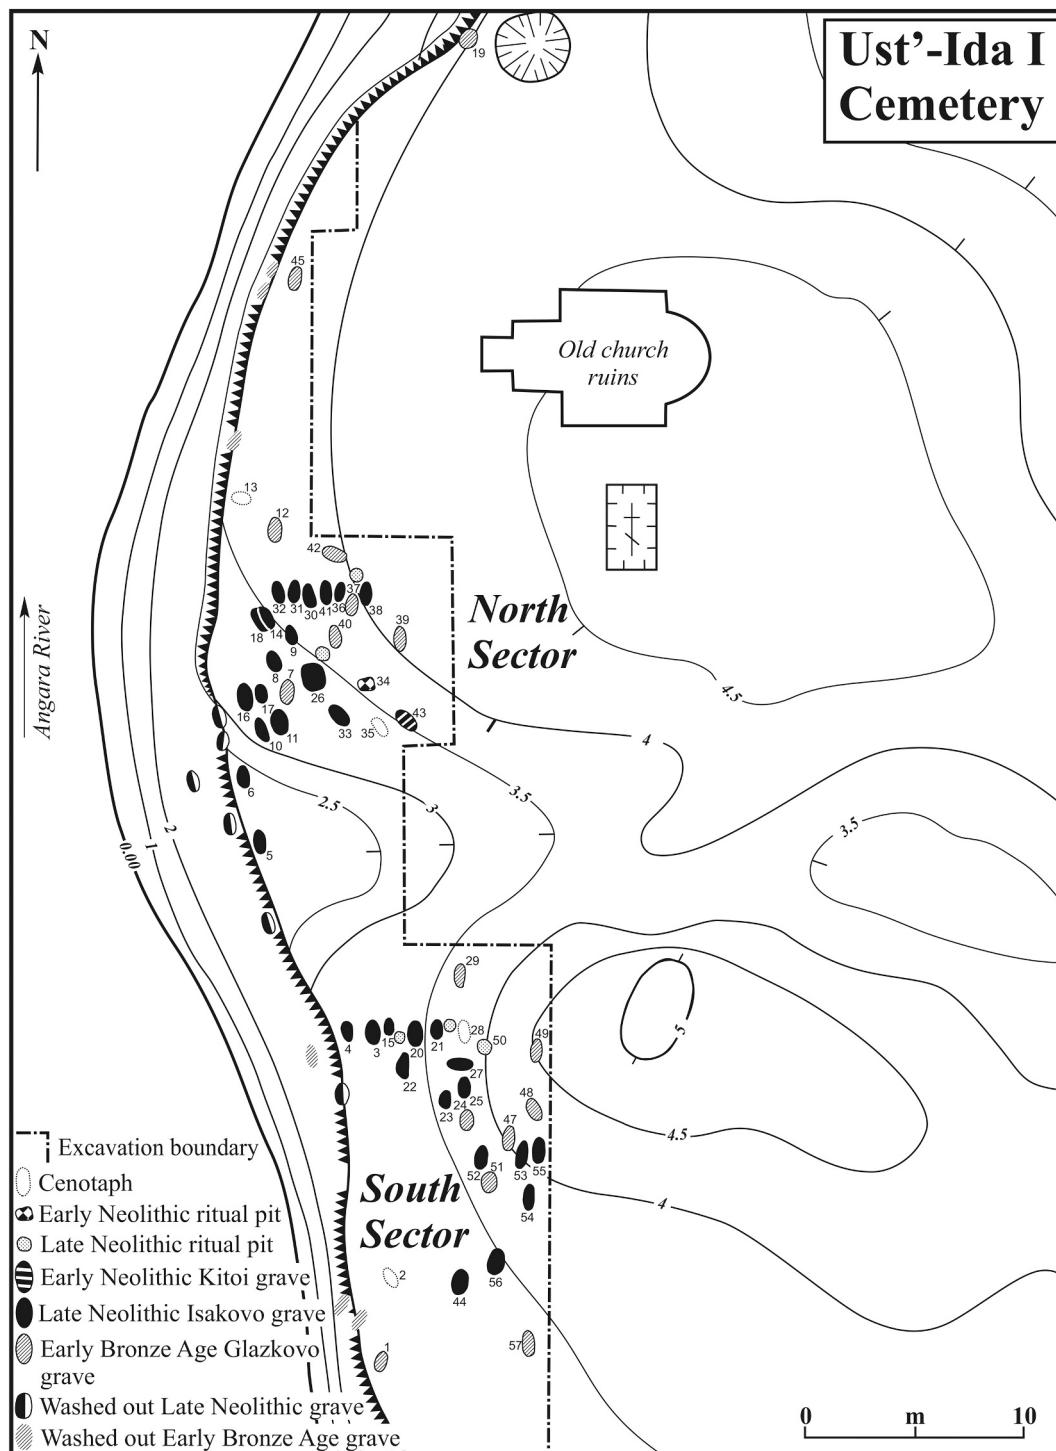 Ust'-Ida I
Cemetery
N
19
45
Old church
ruins
13
12
42
37
32 31 30 41 36 38
18 14 9 40 39
North
Sector
8 7 26 34
16 17 10 11 33 35 43
4.5
4
Angara River
6
2.5 3 3.5
3.5
5
0.00 1 2
29
4 3 15 20 21 28 50 49
5
22 27
23 24 25 48
47
4.5
52 51 53 55
54
4
South
Sector
2
44 56
1 57
Excavation boundary
Cenotaph
Early Neolithic ritual pit
Late Neolithic ritual pit
Early Neolithic Kitoi grave
Late Neolithic Isakovo grave
Early Bronze Age Glazkovo
grave
Washed out Late Neolithic grave
Washed out Early Bronze Age grave
0 m 10